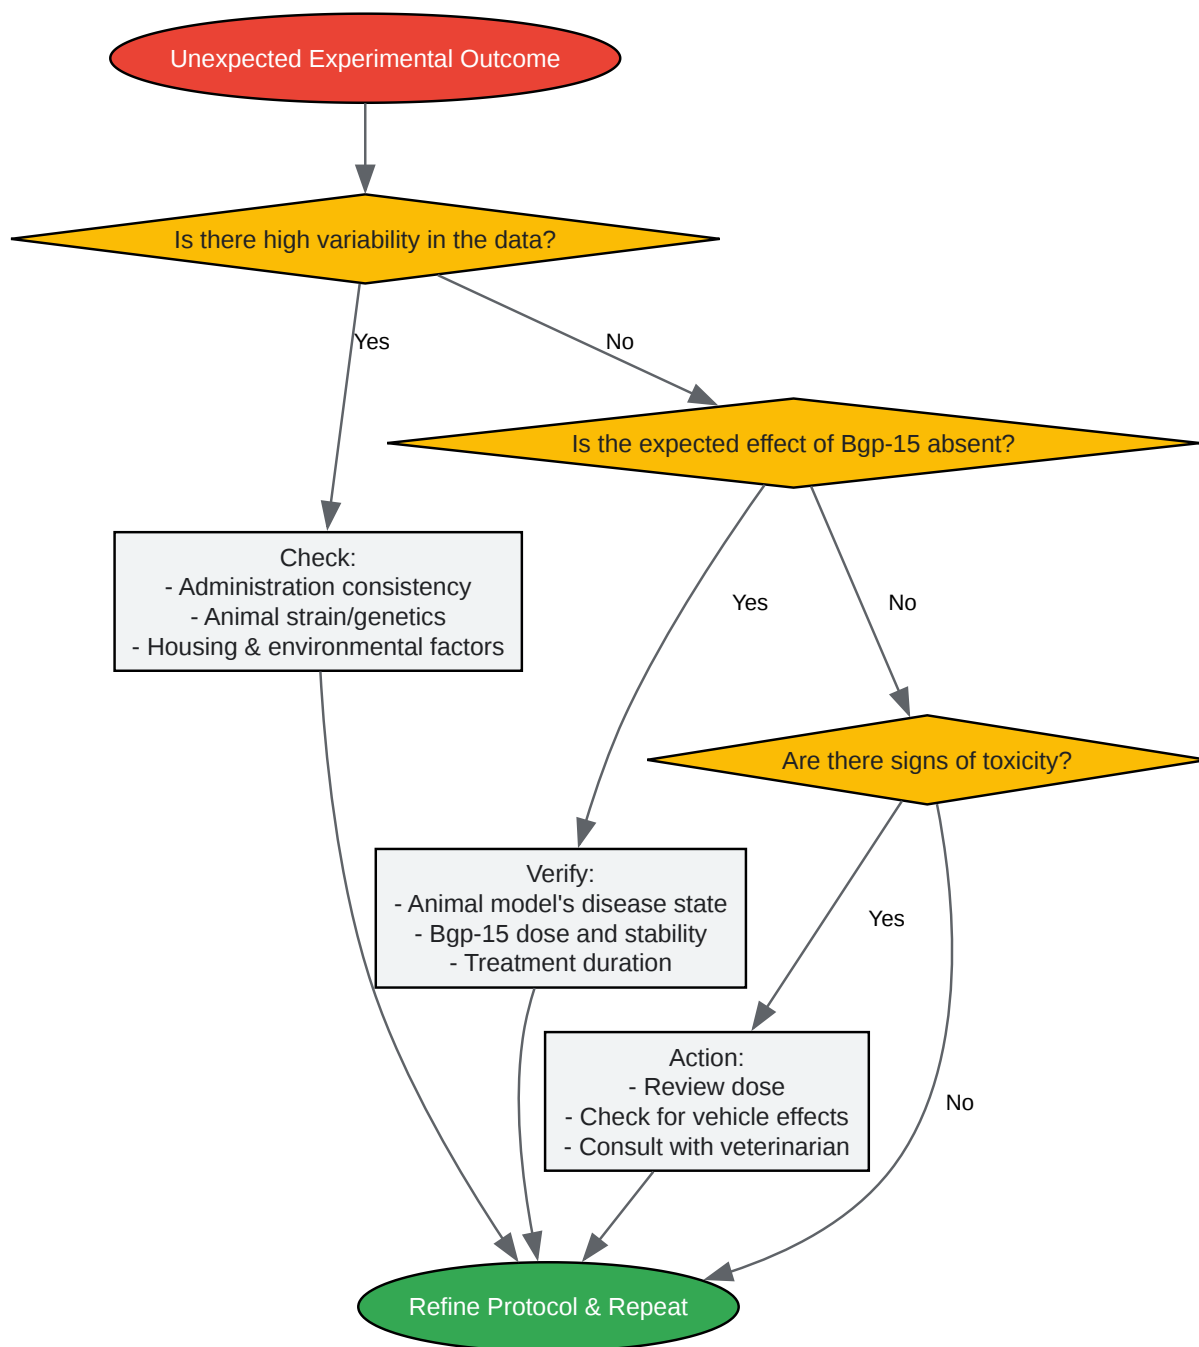 Unexpected Experimental Outcome
Is there high variability in the data?
Yes
No
Is the expected effect of Bgp-15 absent?
Check:
- Administration consistency
- Animal strain/genetics
- Housing & environmental factors
Yes
No
Are there signs of toxicity?
Verify:
- Animal model's disease state
- Bgp-15 dose and stability
- Treatment duration
Yes
Action:
- Review dose
- Check for vehicle effects
- Consult with veterinarian
No
Refine Protocol & Repeat